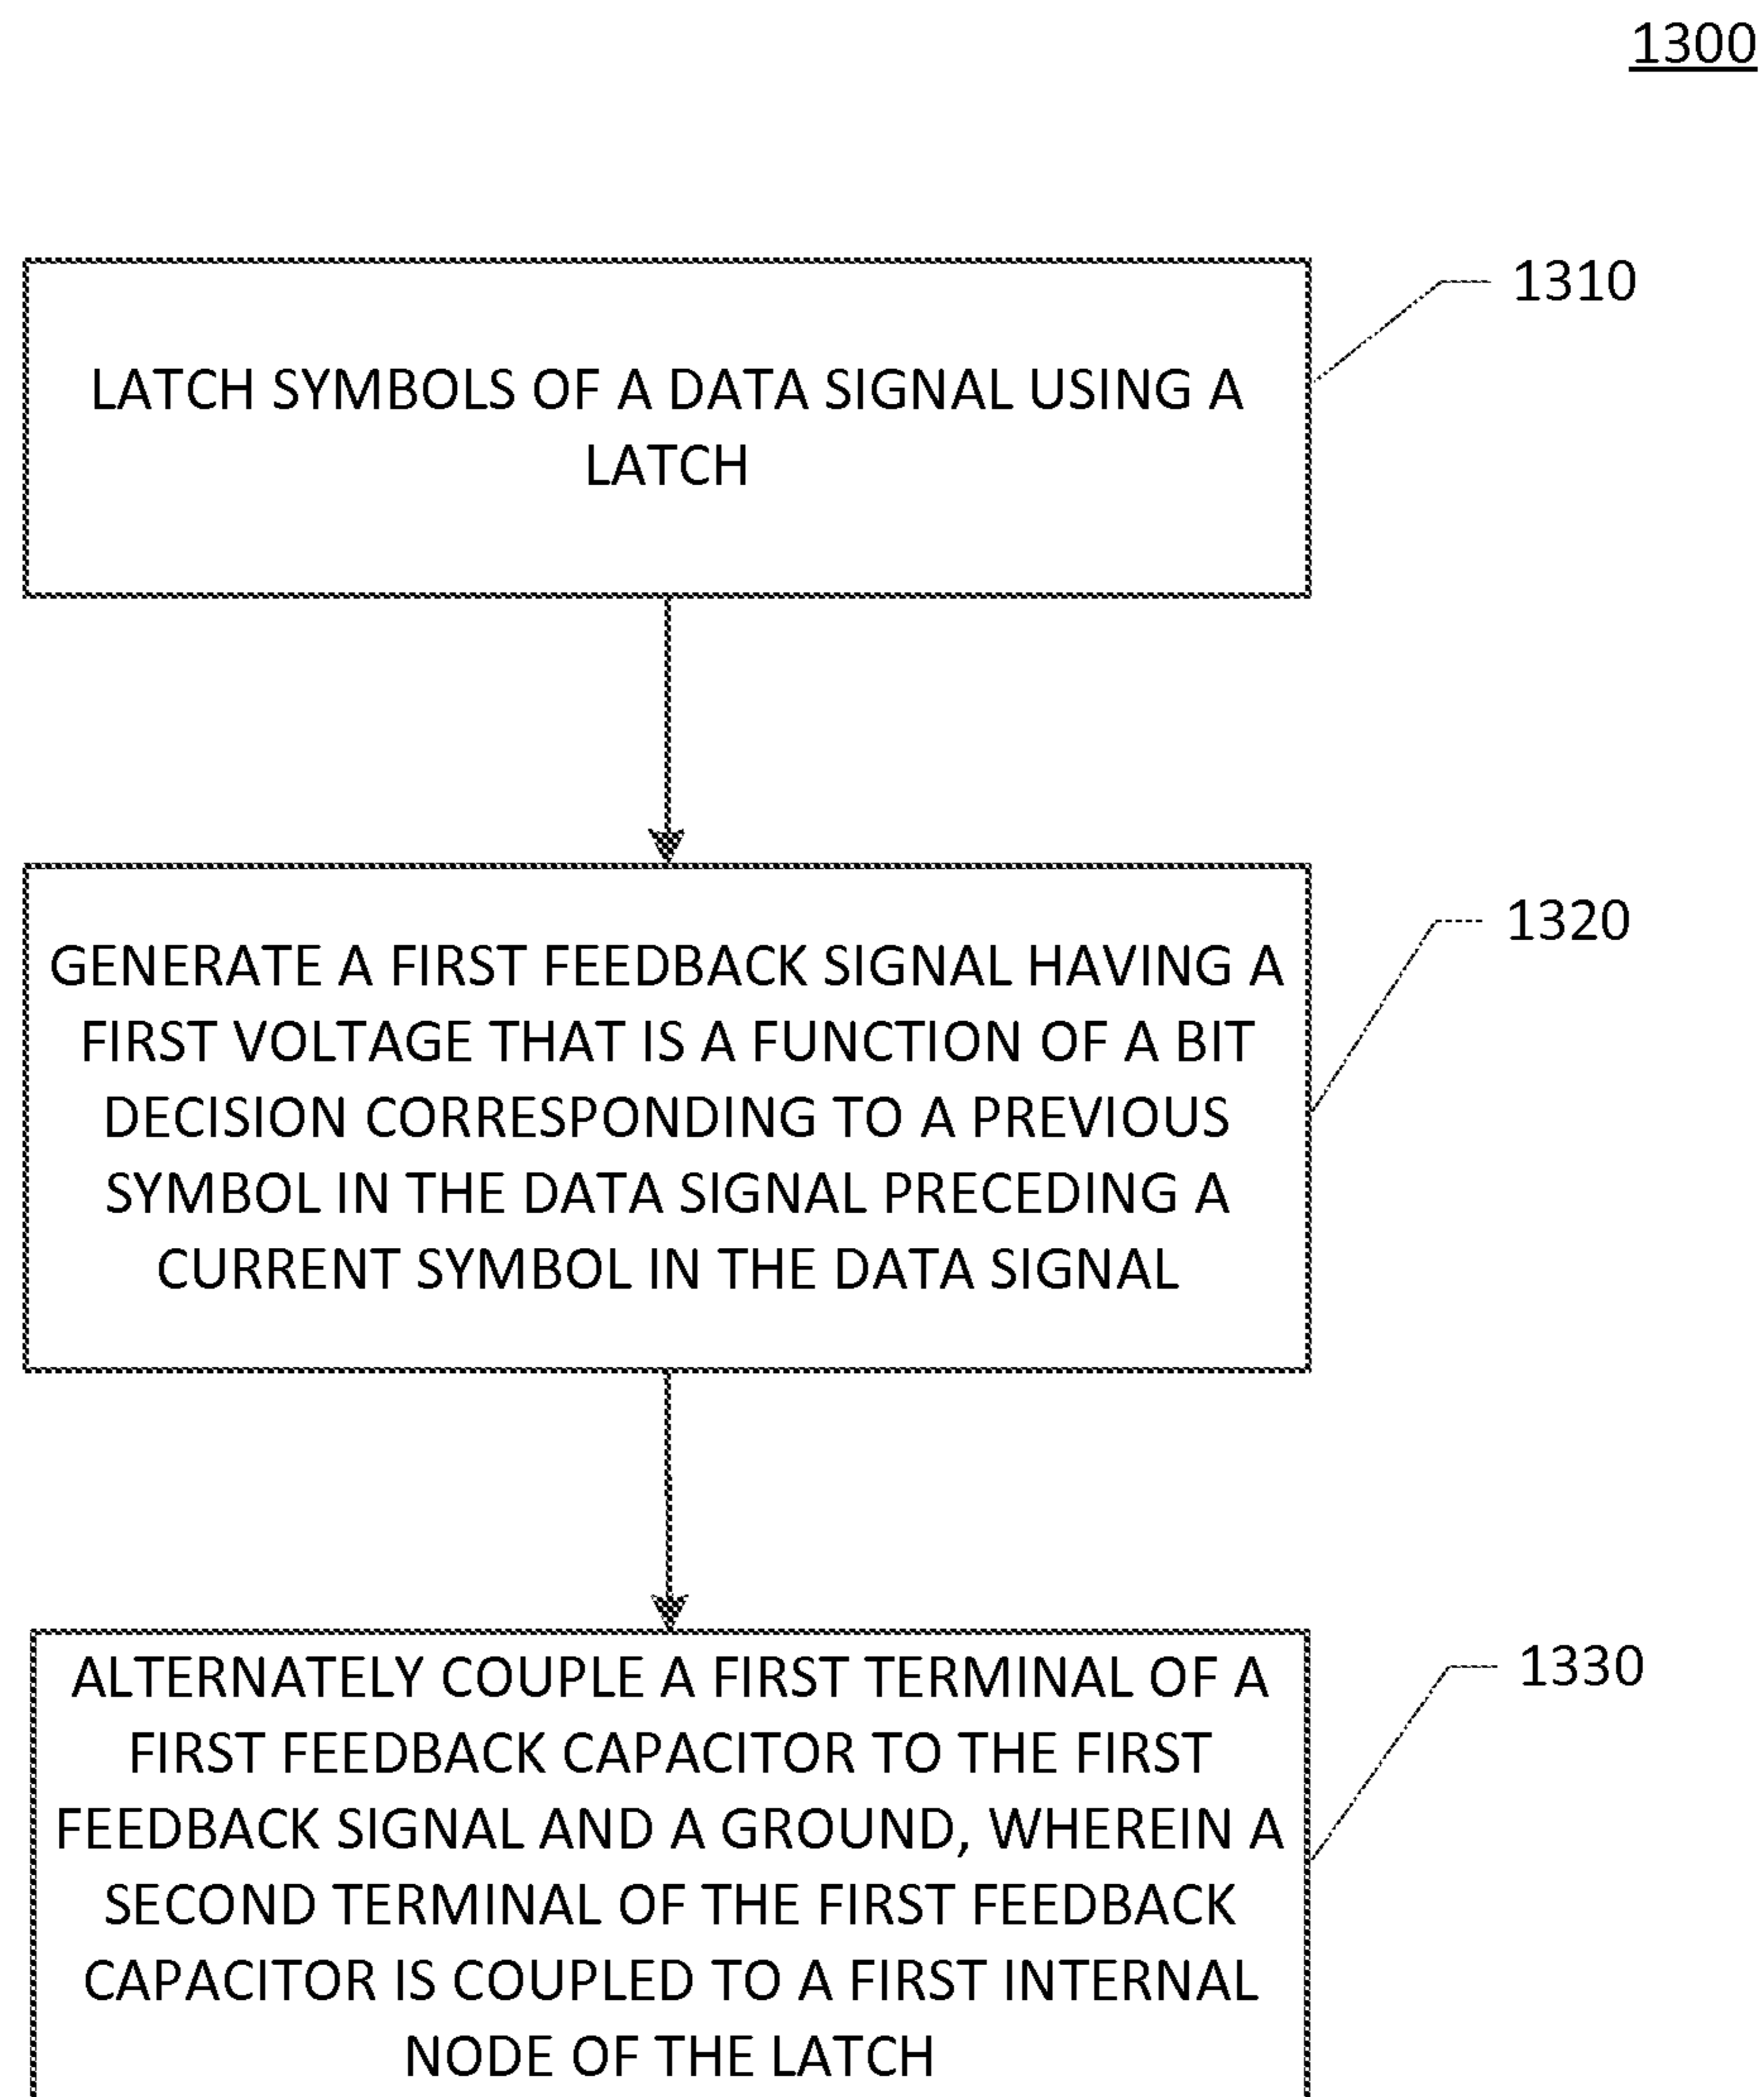 1300
1310
LATCH SYMBOLS OF A DATA SIGNAL USING A
LATCH
1320
GENERATE A FIRST FEEDBACK SIGNAL HAVING A
FIRST VOLTAGE THAT IS A FUNCTION OF A BIT
DECISION CORRESPONDING TO A PREVIOUS
SYMBOL IN THE DATA SIGNAL PRECEDING A
CURRENT SYMBOL IN THE DATA SIGNAL
1330
ALTERNATELY COUPLE A FIRST TERMINAL OF A
FIRST FEEDBACK CAPACITOR TO THE FIRST
FEEDBACK SIGNAL AND A GROUND, WHEREIN A
SECOND TERMINAL OF THE FIRST FEEDBACK
CAPACITOR IS COUPLED TO A FIRST INTERNAL
NODE OF THE LATCH